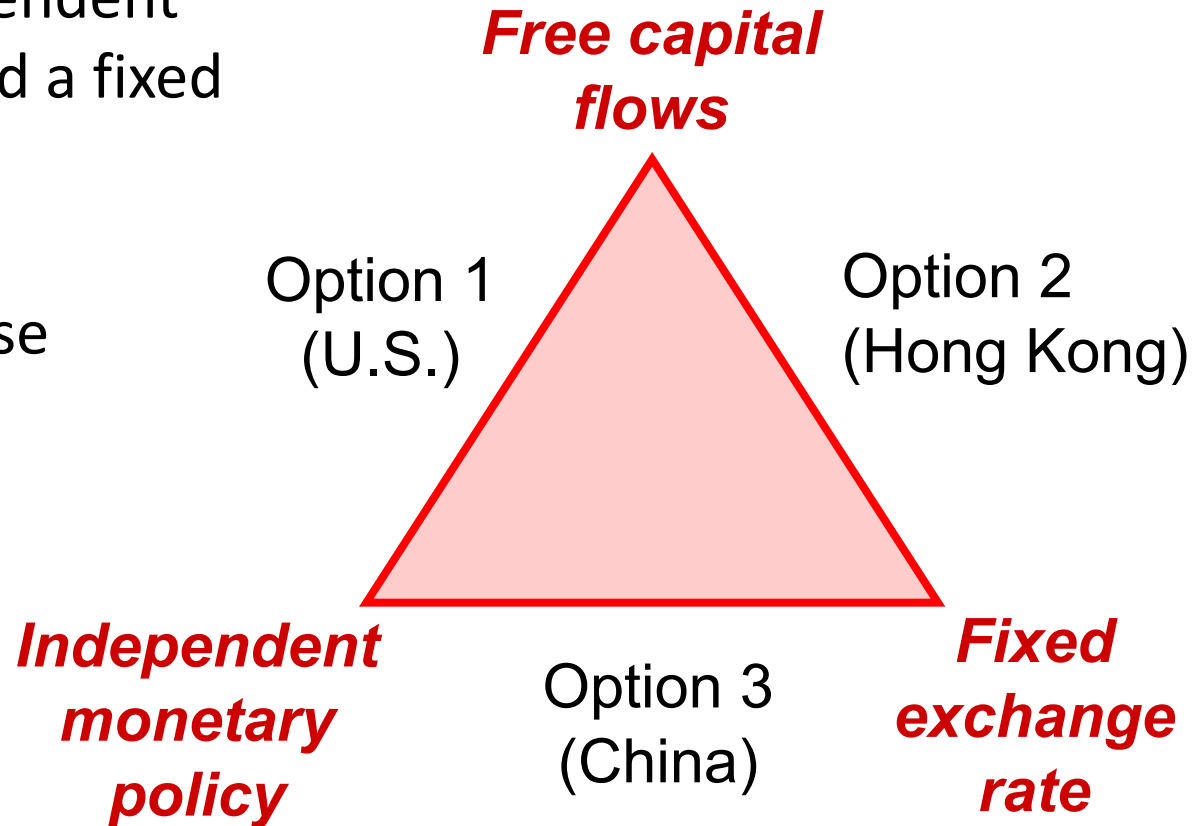 d a fixed
se
Free capital
flows
Option 1
(U.S.)
Option 2
(Hong Kong)
Independent
monetary
policy
Option 3
(China)
Fixed
exchange
rate